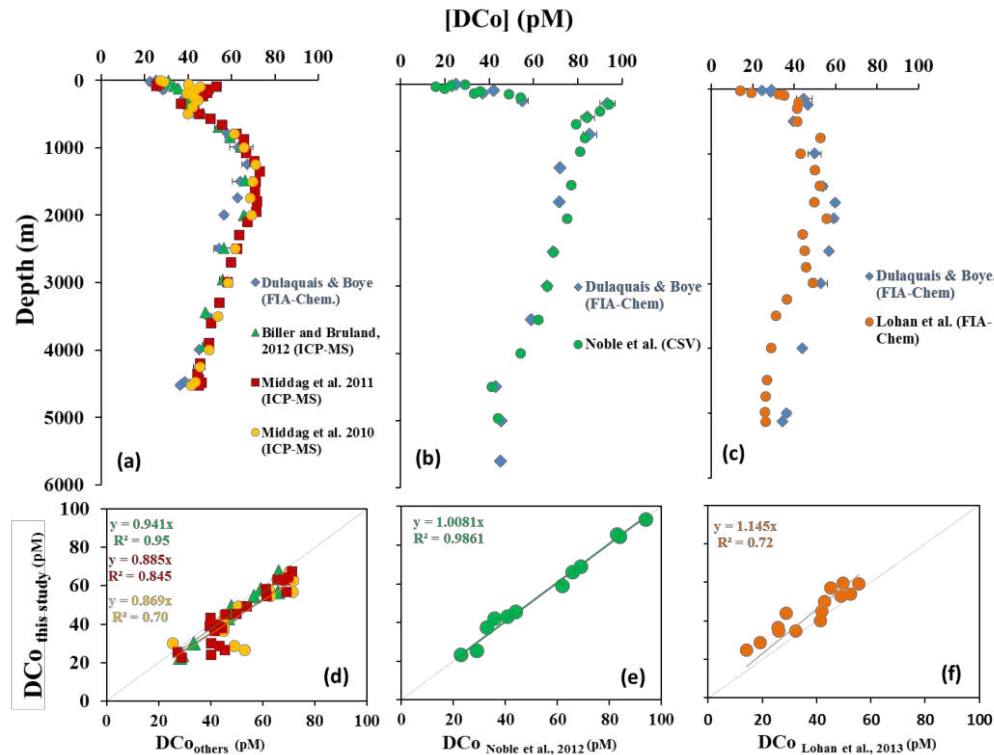 [DCo] (pM)
0 20 40 60 80 100
0 20 40 60 80 100
0 20 40 60 80 100
Depth (m)
0
1000
2000
3000
4000
5000
6000
Dulaquais & Boye
(FIA-Chem.)
Biller and Bruland,
2012 (ICP-MS)
Middag et al. 2011
(ICP-MS)
Middag et al. 2010
(ICP-MS)
(a)
Dulaquais & Boye
(FIA-Chem)
Noble et al. (CSV)
(b)
Dulaquais & Boye.
(FIA-Chem)
Lohan et al. (FIA-
Chem)
(c)
DCo this study (pM)
100
80
60
40
20
0
y = 0.941x
R² = 0.95
y = 0.885x
R² = 0.845
y = 0.869x
R² = 0.70
(d)
0 20 40 60 80 100
DCo others (pM)
y = 1.0081x
R² = 0.9861
(e)
0 20 40 60 80 100
DCo Noble et al., 2012 (pM)
y = 1.145x
R² = 0.72
(f)
0 20 40 60 80 100
DCo Lohan et al., 2013 (pM)